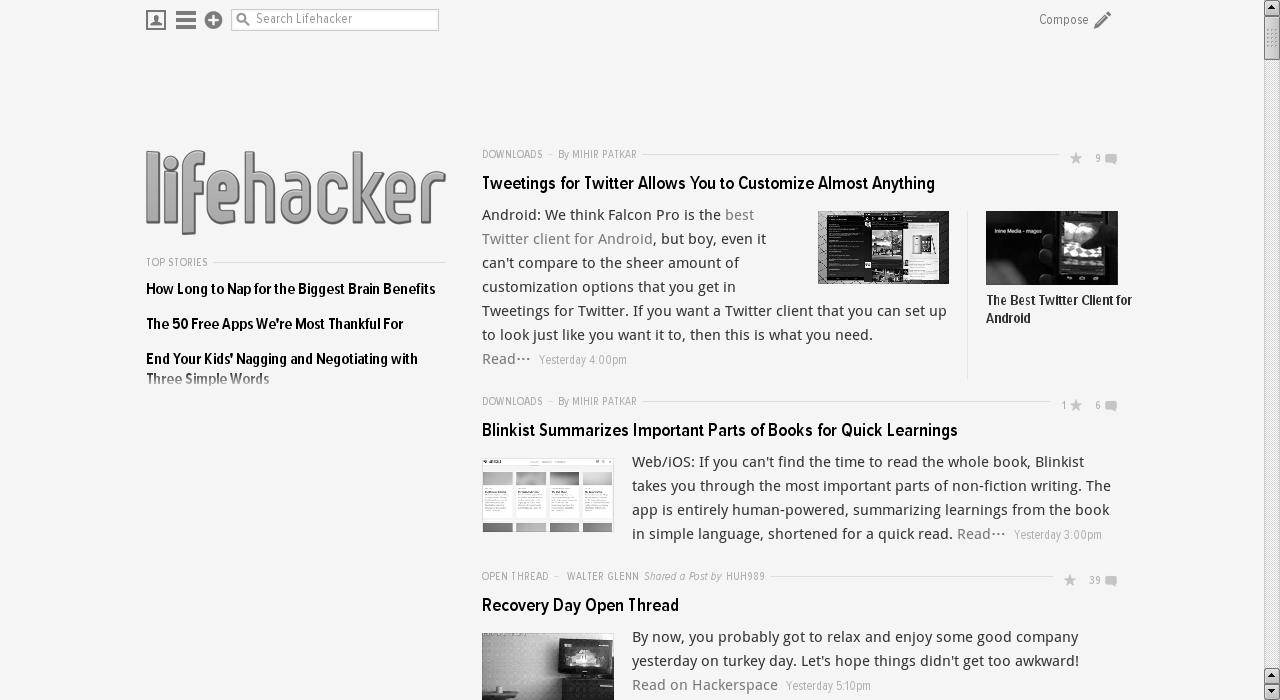 Search Lifehacker
Compose
lifehacker
TOP STORIES
How Long to Nap for the Biggest Brain Benefits
The 50 Free Apps We're Most Thankful For
End Your Kids' Nagging and Negotiating with
Three Simple Words
DOWNLOADS – By MIHIR PATKAR
9
Tweetings for Twitter Allows You to Customize Almost Anything
Android: We think Falcon Pro is the best
Twitter client for Android, but boy, even it
can't compare to the sheer amount of
customization options that you get in
Tweetings for Twitter. If you want a Twitter client that you can set up
to look just like you want it to, then this is what you need.
Read… Yesterday 4:00pm
The Best Twitter Client for
Android
DOWNLOADS – By MIHIR PATKAR
1 6
Blinkist Summarizes Important Parts of Books for Quick Learnings
Web/iOS: If you can't find the time to read the whole book, Blinkist
takes you through the most important parts of non-fiction writing. The
app is entirely human-powered, summarizing learnings from the book
in simple language, shortened for a quick read. Read… Yesterday 3:00pm
OPEN THREAD – WALTER GLENN Shared a Post by HUH989
39
Recovery Day Open Thread
By now, you probably got to relax and enjoy some good company
yesterday on turkey day. Let's hope things didn't get too awkward!
Read on Hackerspace Yesterday 5:10pm